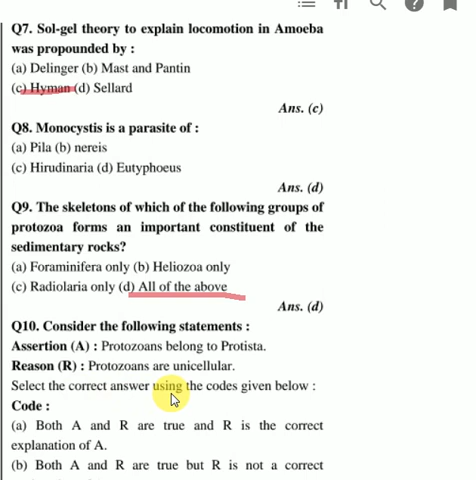 Q7. Sol-gel theory to explain locomotion in Amoeba
was propounded by :
(a) Delinger (b) Mast and Pantin
(c) Hyman (d) Sellard
Ans. (c)
Q8. Monocystis is a parasite of :
(a) Pila (b) nereis
(c) Hirudinaria (d) Eutyphoeus
Ans. (d)
Q9. The skeletons of which of the following groups of
protozoa forms an important constituent of the
sedimentary rocks?
(a) Foraminifera only (b) Heliozoa only
(c) Radiolaria only (d) All of the above
Ans. (d)
Q10. Consider the following statements :
Assertion (A) : Protozoans belong to Protista.
Reason (R) : Protozoans are unicellular.
Select the correct answer using the codes given below :
Code :
(a) Both A and R are true and R is the correct
explanation of A.
(b) Both A and R are true but R is not a correct